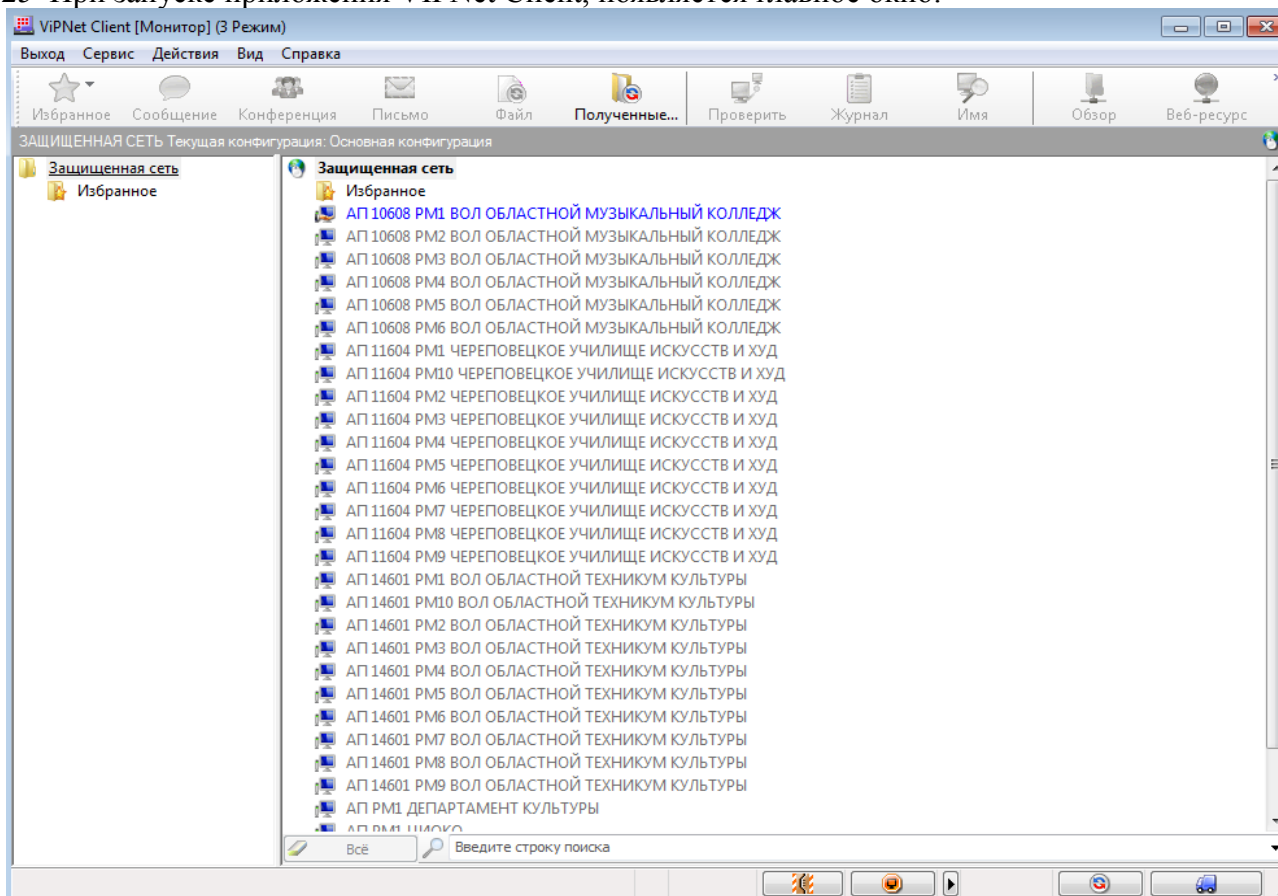 При запуске приложения ViPNet Client, появляется главное окно:
ViPNet Client [Монитор] (3 Режим)
Выход Сервис Действия Вид Справка
Избранное Сообщение Конференция Письмо Файл Полученные... Проверить Журнал Имя Обзор Веб-ресурс
ЗАЩИЩЕННАЯ СЕТЬ Текущая конфигурация: Основная конфигурация
Защищенная сеть
Избранное
Защищенная сеть
Избранное
АП 10608 РМ1 ВОЛ ОБЛАСТНОЙ МУЗЫКАЛЬНЫЙ КОЛЛЕДЖ
АП 10608 РМ2 ВОЛ ОБЛАСТНОЙ МУЗЫКАЛЬНЫЙ КОЛЛЕДЖ
АП 10608 РМ3 ВОЛ ОБЛАСТНОЙ МУЗЫКАЛЬНЫЙ КОЛЛЕДЖ
АП 10608 РМ4 ВОЛ ОБЛАСТНОЙ МУЗЫКАЛЬНЫЙ КОЛЛЕДЖ
АП 10608 РМ5 ВОЛ ОБЛАСТНОЙ МУЗЫКАЛЬНЫЙ КОЛЛЕДЖ
АП 10608 РМ6 ВОЛ ОБЛАСТНОЙ МУЗЫКАЛЬНЫЙ КОЛЛЕДЖ
АП 11604 РМ1 ЧЕРЕПОВЕЦКОЕ УЧИЛИЩЕ ИСКУССТВ И ХУД
АП 11604 РМ10 ЧЕРЕПОВЕЦКОЕ УЧИЛИЩЕ ИСКУССТВ И ХУД
АП 11604 РМ2 ЧЕРЕПОВЕЦКОЕ УЧИЛИЩЕ ИСКУССТВ И ХУД
АП 11604 РМ3 ЧЕРЕПОВЕЦКОЕ УЧИЛИЩЕ ИСКУССТВ И ХУД
АП 11604 РМ4 ЧЕРЕПОВЕЦКОЕ УЧИЛИЩЕ ИСКУССТВ И ХУД
АП 11604 РМ5 ЧЕРЕПОВЕЦКОЕ УЧИЛИЩЕ ИСКУССТВ И ХУД
АП 11604 РМ6 ЧЕРЕПОВЕЦКОЕ УЧИЛИЩЕ ИСКУССТВ И ХУД
АП 11604 РМ7 ЧЕРЕПОВЕЦКОЕ УЧИЛИЩЕ ИСКУССТВ И ХУД
АП 11604 РМ8 ЧЕРЕПОВЕЦКОЕ УЧИЛИЩЕ ИСКУССТВ И ХУД
АП 11604 РМ9 ЧЕРЕПОВЕЦКОЕ УЧИЛИЩЕ ИСКУССТВ И ХУД
АП 14601 РМ1 ВОЛ ОБЛАСТНОЙ ТЕХНИКУМ КУЛЬТУРЫ
АП 14601 РМ10 ВОЛ ОБЛАСТНОЙ ТЕХНИКУМ КУЛЬТУРЫ
АП 14601 РМ2 ВОЛ ОБЛАСТНОЙ ТЕХНИКУМ КУЛЬТУРЫ
АП 14601 РМ3 ВОЛ ОБЛАСТНОЙ ТЕХНИКУМ КУЛЬТУРЫ
АП 14601 РМ4 ВОЛ ОБЛАСТНОЙ ТЕХНИКУМ КУЛЬТУРЫ
АП 14601 РМ5 ВОЛ ОБЛАСТНОЙ ТЕХНИКУМ КУЛЬТУРЫ
АП 14601 РМ6 ВОЛ ОБЛАСТНОЙ ТЕХНИКУМ КУЛЬТУРЫ
АП 14601 РМ7 ВОЛ ОБЛАСТНОЙ ТЕХНИКУМ КУЛЬТУРЫ
АП 14601 РМ8 ВОЛ ОБЛАСТНОЙ ТЕХНИКУМ КУЛЬТУРЫ
АП 14601 РМ9 ВОЛ ОБЛАСТНОЙ ТЕХНИКУМ КУЛЬТУРЫ
АП РМ1 ДЕПАРТАМЕНТ КУЛЬТУРЫ
АП РМ1
Всё Введите строку поиска